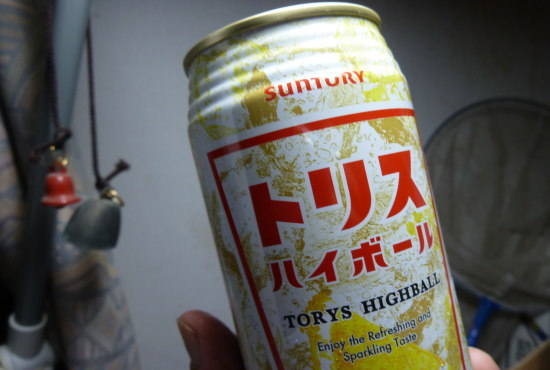 SUNTORY
トリス
ハイボール
TORYS HIGHBALL
Enjoy the Refreshing and
Sparkling Taste